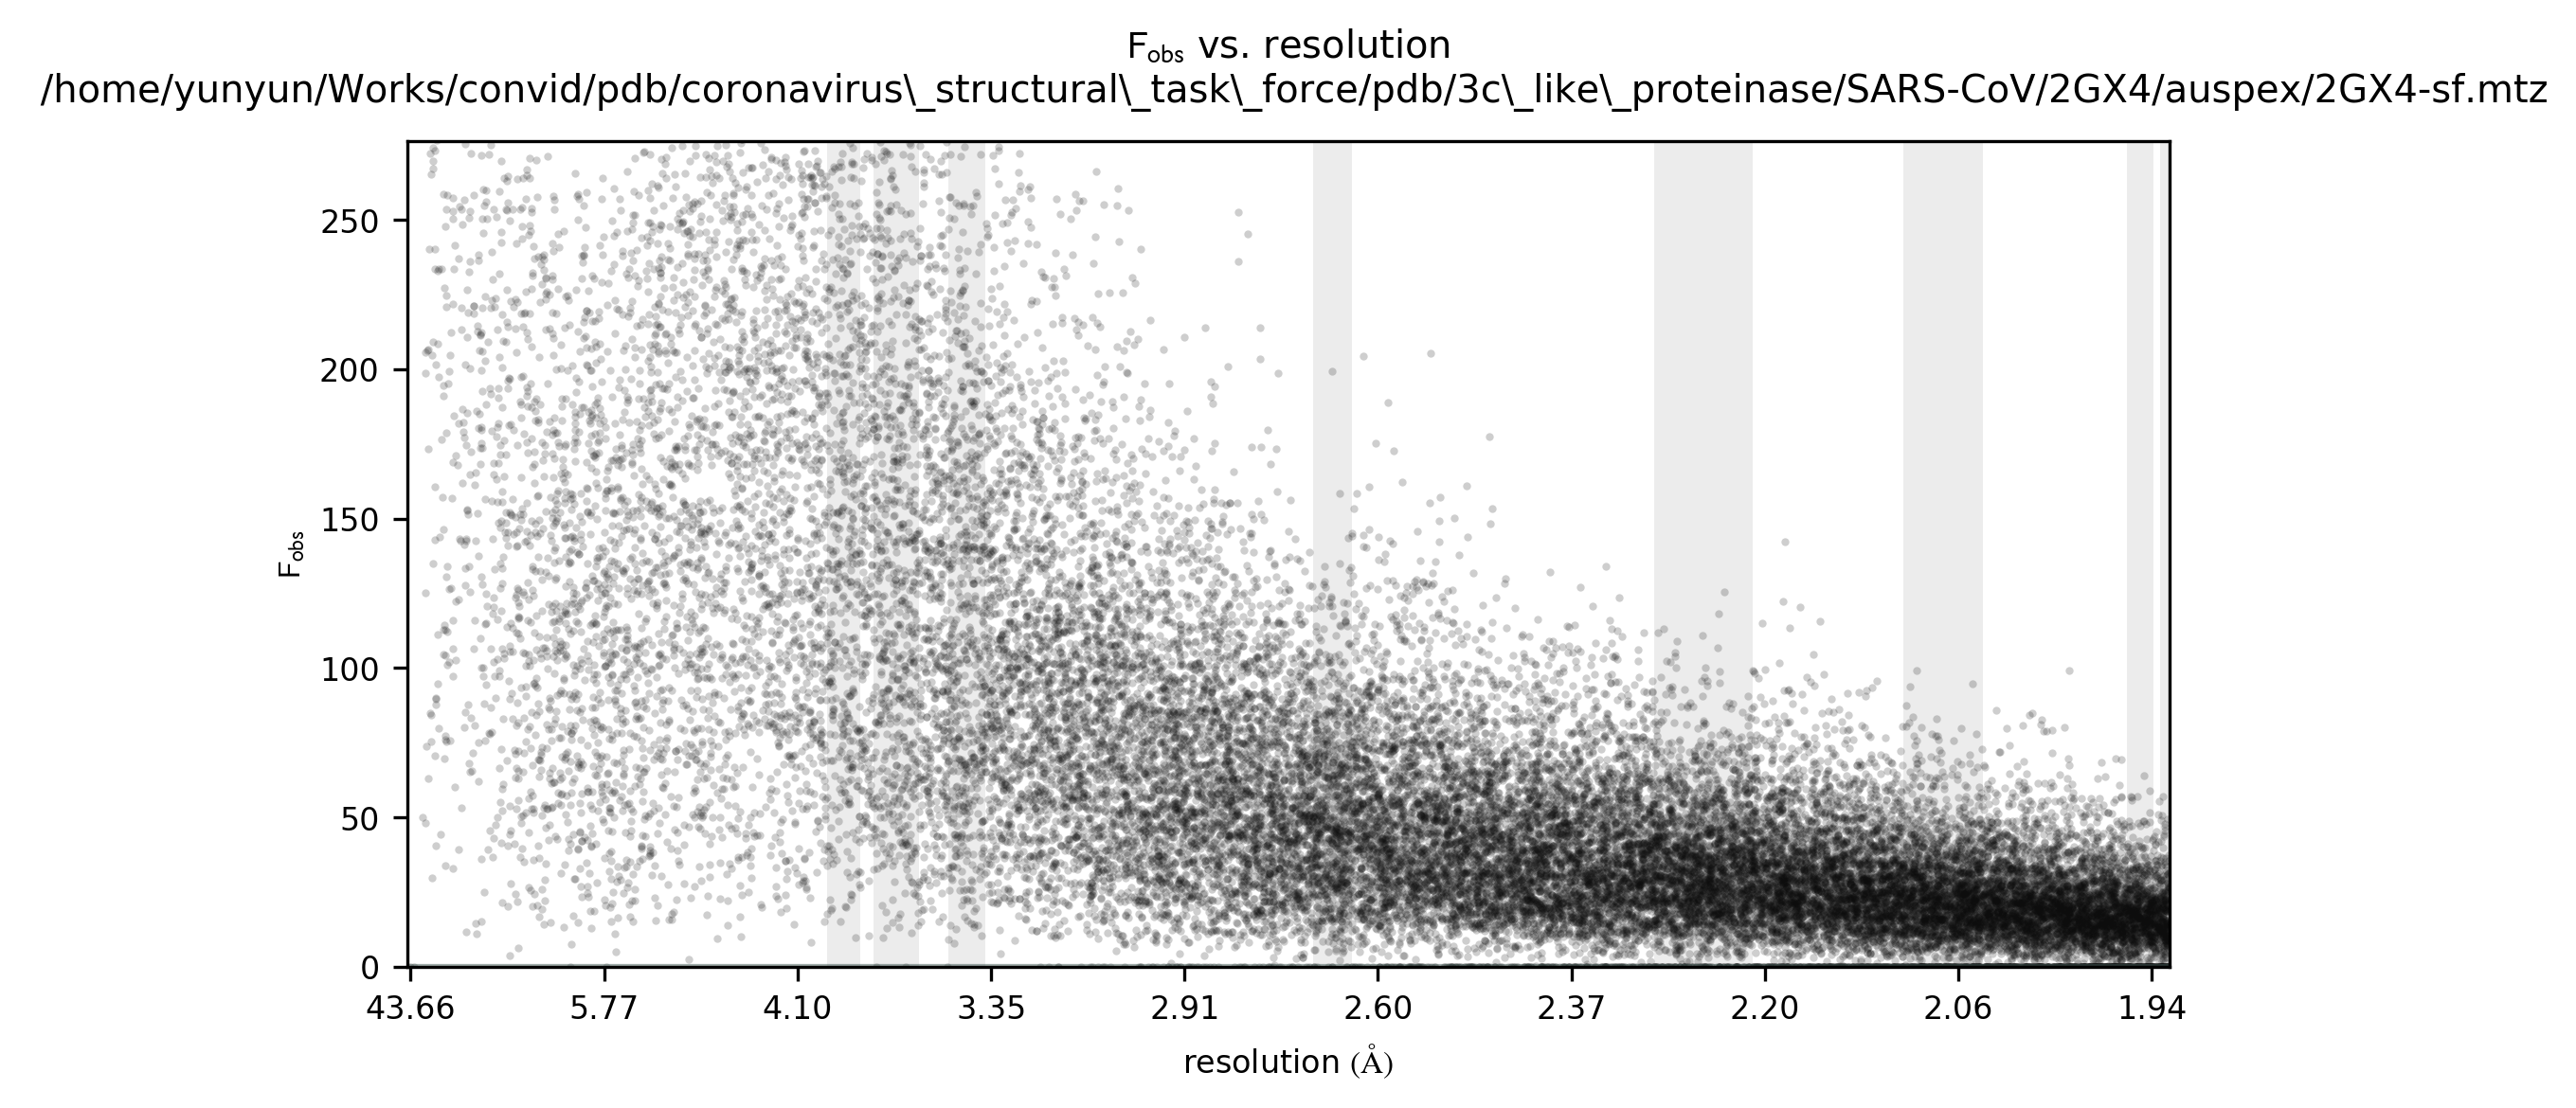 Fobs vs. resolution
/home/yunyun/Works/convid/pdb/coronavirus\_structural\_task\_force/pdb/3c\_like\_proteinase/SARS-CoV/2GX4/auspex/2GX4-sf.mtz
250
200
150
100
50
0
Fobs
43.66 5.77 4.10 3.35 2.91 2.60 2.37 2.20 2.06 1.94
resolution (Å)